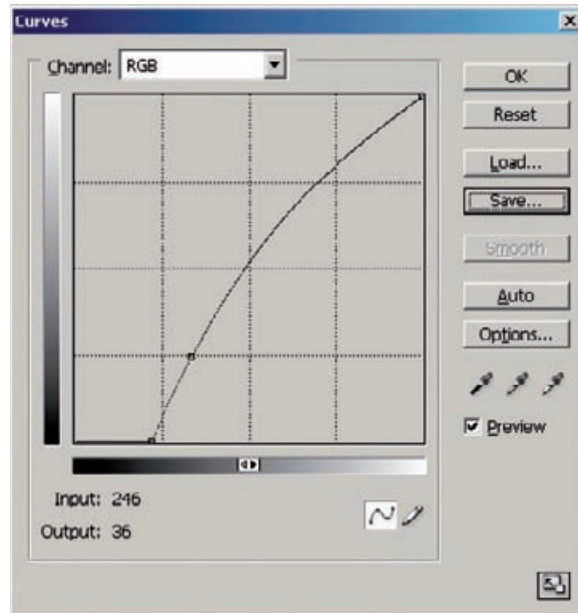 Curves
Channel: RGB
OK
Reset
Load...
Save...
Smooth
Auto
Options...
Preview
Input: 246
Output: 36